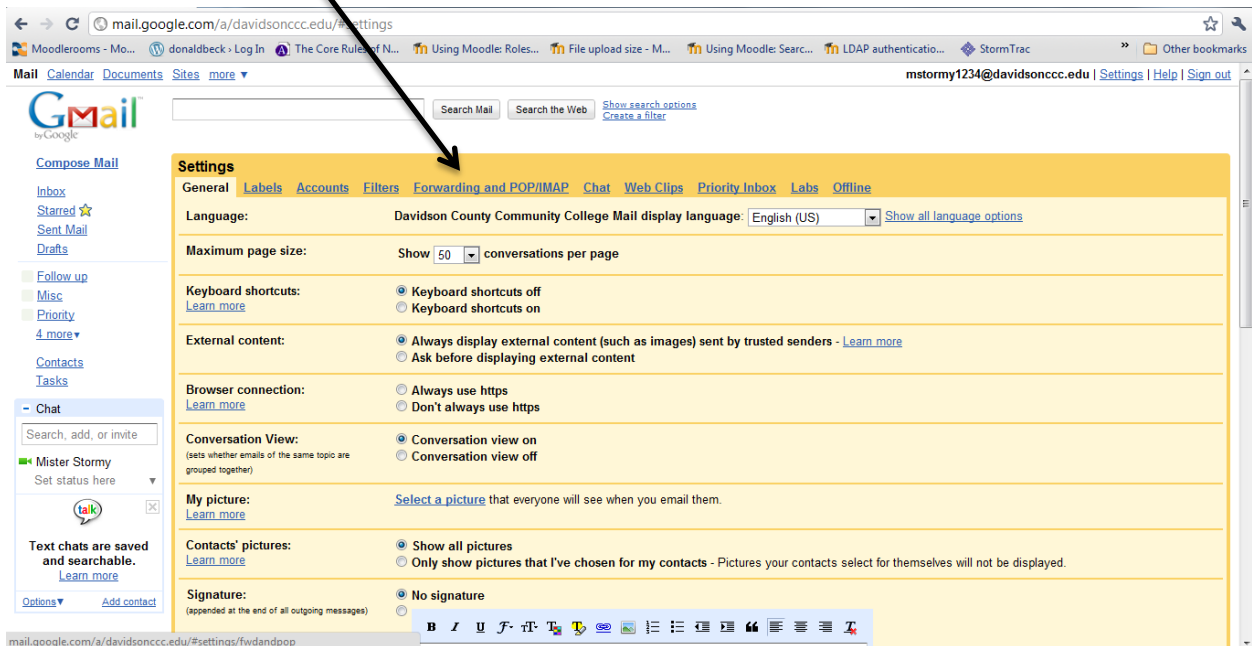 mail.google.com/a/davidsonccc.edu/#settings
Moodlerooms - Mo... donaldbeck › Log In The Core Rules of N... Using Moodle: Roles... File upload size - M... Using Moodle: Searc... LDAP authenticatio... StormTrac » Other bookmarks
Mail Calendar Documents Sites more ▼ mstormy1234@davidsonccc.edu | Settings | Help | Sign out
Gmail
by Google
Search Mail Search the Web Show search options
Create a filter
Compose Mail
Inbox
Starred
Sent Mail
Drafts
Follow up
Misc
Priority
4 more▼
Contacts
Tasks
– Chat
Search, add, or invite
Mister Stormy
Set status here ▼
talk
Text chats are saved
and searchable.
Learn more
Options▼ Add contact
Settings
General Labels Accounts Filters Forwarding and POP/IMAP Chat Web Clips Priority Inbox Labs Offline
Language: Davidson County Community College Mail display language: English (US) Show all language options
Maximum page size: Show 50 conversations per page
Keyboard shortcuts: Keyboard shortcuts off
Learn more Keyboard shortcuts on
External content: Always display external content (such as images) sent by trusted senders - Learn more
Ask before displaying external content
Browser connection: Always use https
Learn more Don't always use https
Conversation View: Conversation view on
(sets whether emails of the same topic are Conversation view off
grouped together)
My picture: Select a picture that everyone will see when you email them.
Learn more
Contacts' pictures: Show all pictures
Learn more Only show pictures that I've chosen for my contacts - Pictures your contacts select for themselves will not be displayed.
Signature: No signature
(appended at the end of all outgoing messages)
B I U
mail.google.com/a/davidsonccc.edu/#settings/fwdandpop